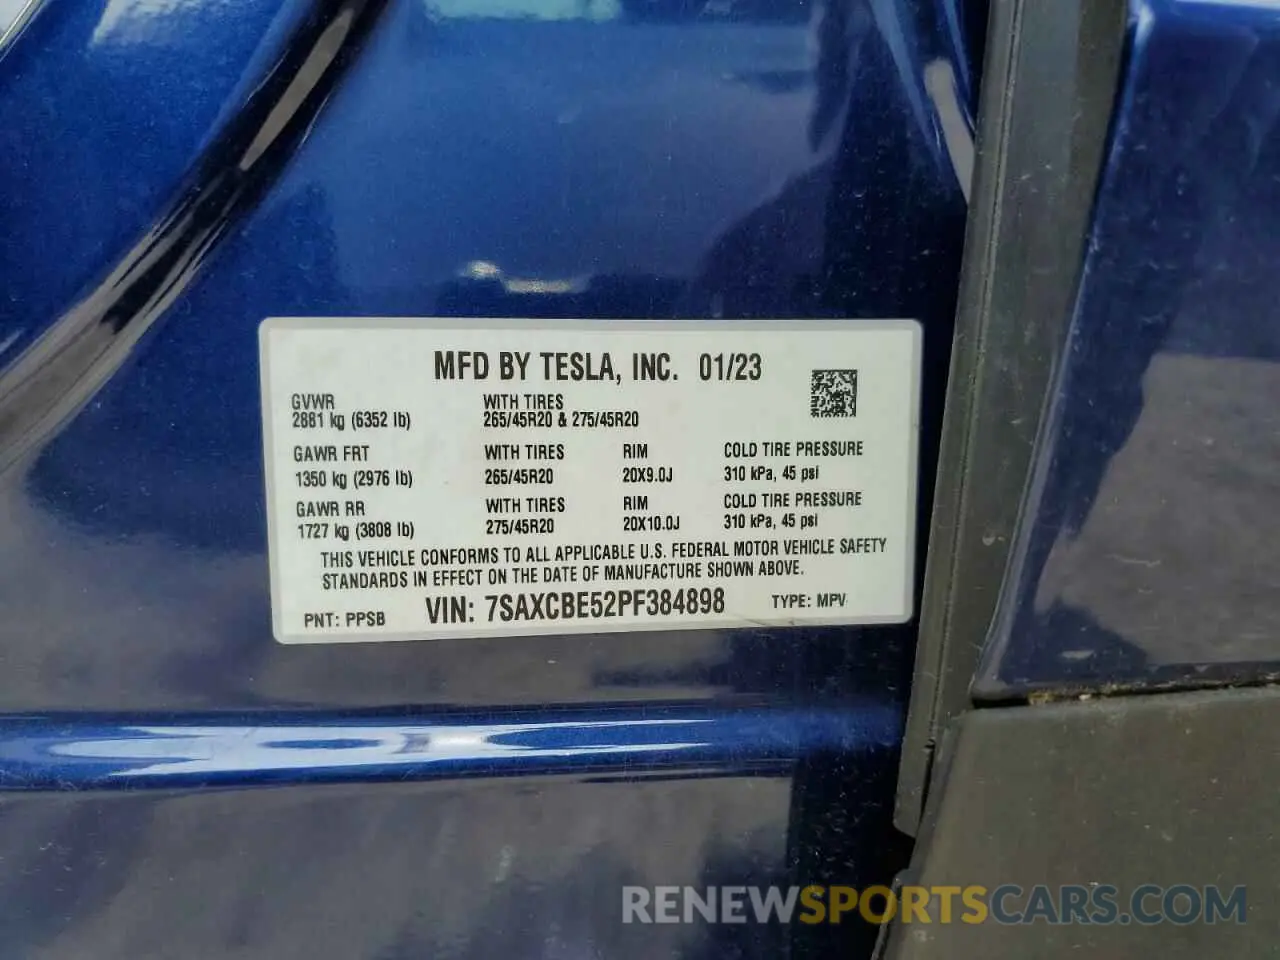 MFD BY TESLA, INC. 01/23
GVWR WITH TIRES
2881 kg (6352 lb) 265/45R20 & 275/45R20
GAWR FRT WITH TIRES RIM COLD TIRE PRESSURE
1350 kg (2976 lb) 265/45R20 20X9.0J 310 kPa, 45 psi
GAWR RR WITH TIRES RIM COLD TIRE PRESSURE
1727 kg (3808 lb) 275/45R20 20X10.0J 310 kPa, 45 psi
THIS VEHICLE CONFORMS TO ALL APPLICABLE U.S. FEDERAL MOTOR VEHICLE SAFETY
STANDARDS IN EFFECT ON THE DATE OF MANUFACTURE SHOWN ABOVE.
PNT: PPSB VIN: 7SAXCBE52PF384898 TYPE: MPV
RENEWSPORTSCARS.COM